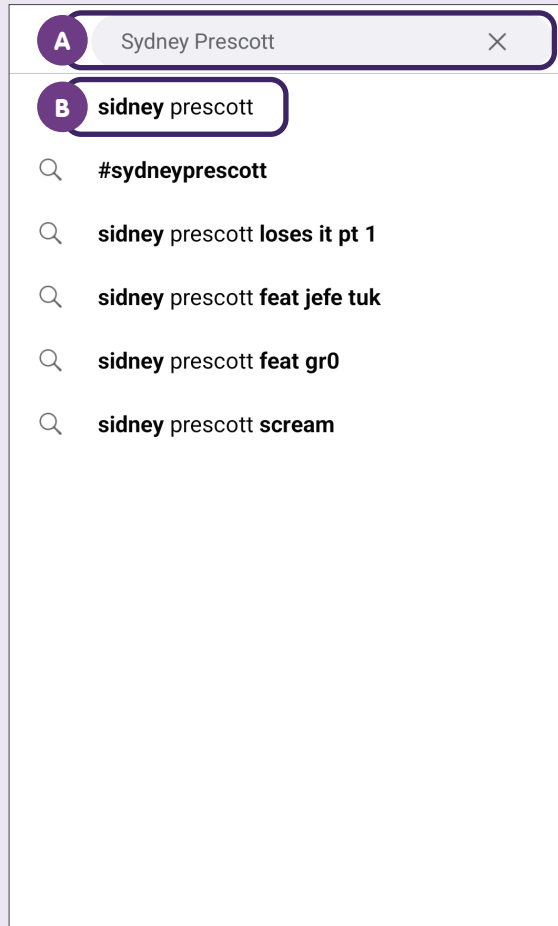 A Sydney Prescott
B sidney prescott
#sydneyprescott
sidney prescott loses it pt 1
sidney prescott feat jefe tuk
sidney prescott feat gr0
sidney prescott scream